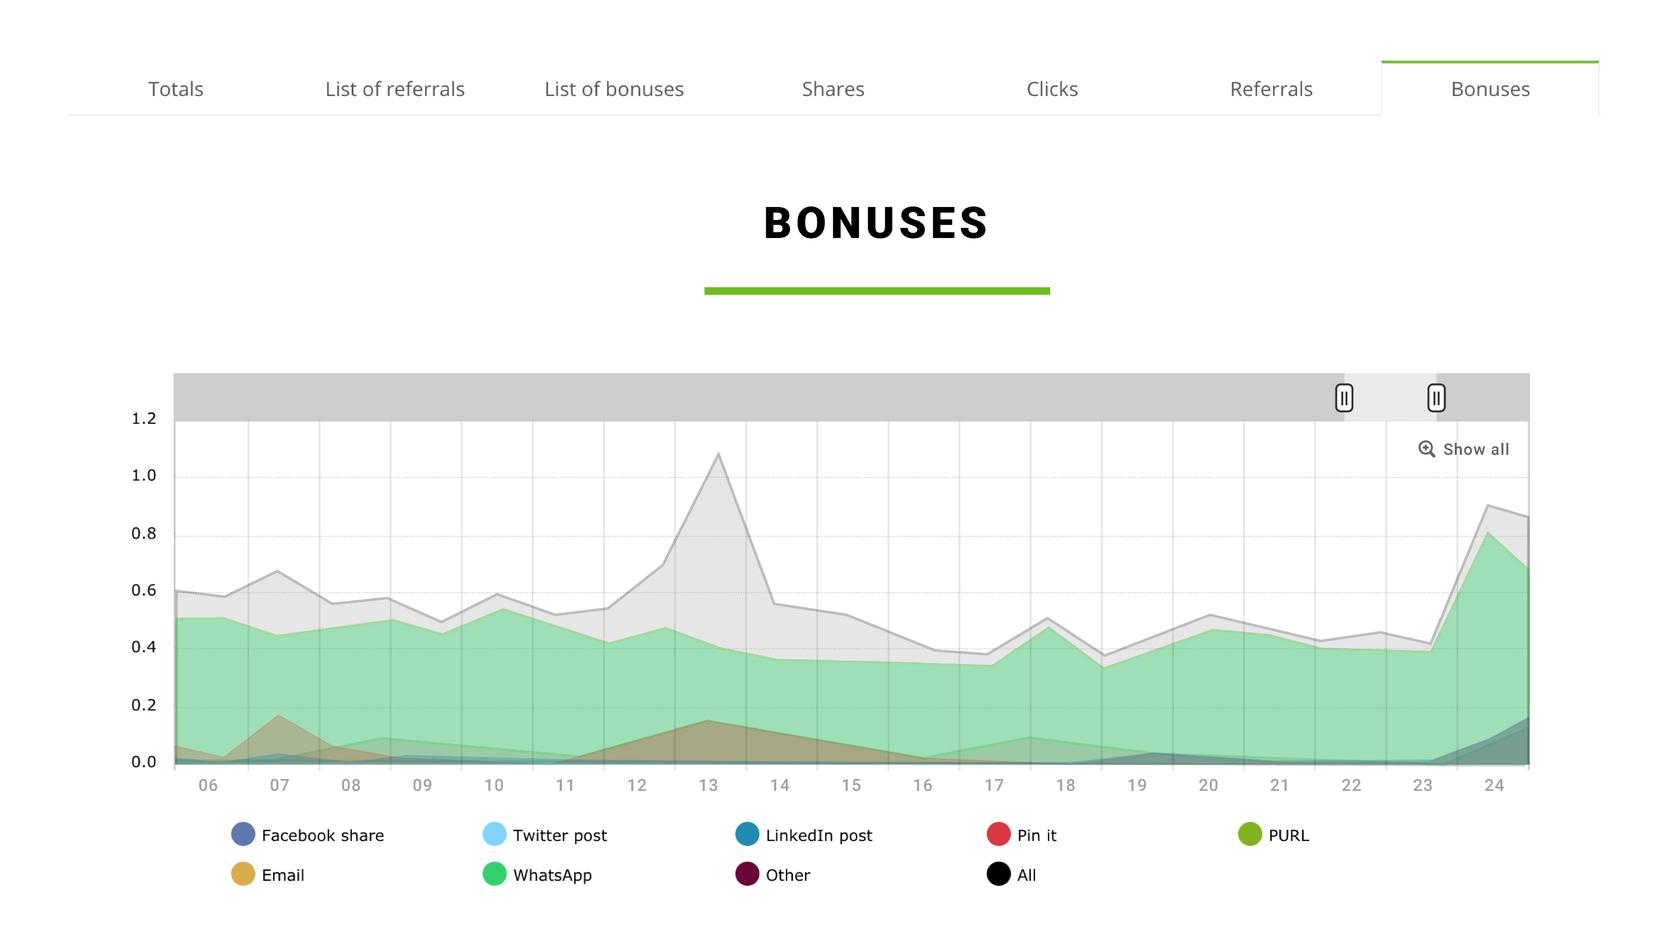 Totals List of referrals List of bonuses Shares Clicks Referrals Bonuses
BONUSES
1.2
Show all
1.0
0.8
0.6
0.4
0.2
0.0
06 07 08 09 10 11 12 13 14 15 16 17 18 19 20 21 22 23 24
Facebook share Twitter post LinkedIn post Pin it PURL
Email WhatsApp Other All